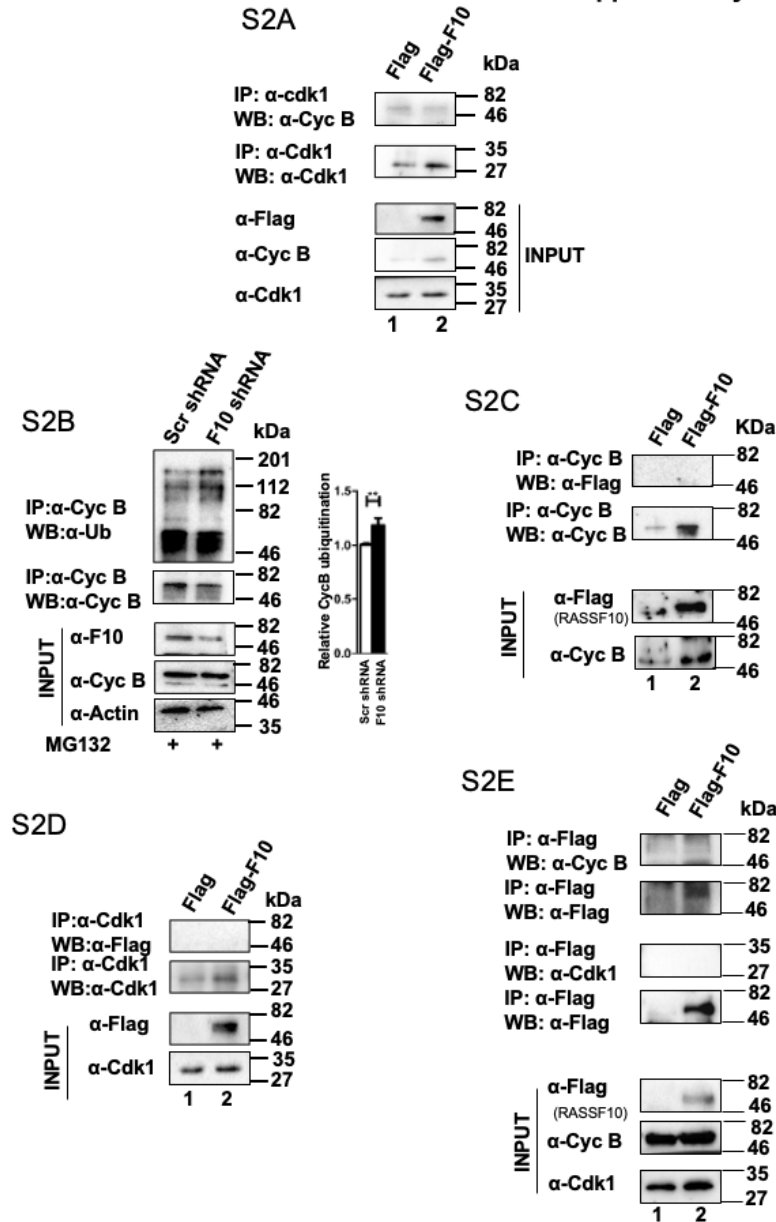 S2A
Flag
Flag-F10
kDa
IP: α-cdk1
WB: α-Cyc B
82
46
IP: α-Cdk1
WB: α-Cdk1
35
27
α-Flag
82
46
α-Cyc B
82
46
α-Cdk1
35
27
INPUT
1 2
S2B
Scr shRNA
F10 shRNA
kDa
IP:α-Cyc B
WB:α-Ub
201
112
82
46
IP:α-Cyc B
WB:α-Cyc B
82
46
INPUT
α-F10
82
46
α-Cyc B
82
46
α-Actin
46
35
MG132 + +
Relative CycB ubiquitination
1.5
1.0
0.5
0.0
**
Scr shRNA
F10 shRNA
S2C
Flag
Flag-F10
KDa
IP: α-Cyc B
WB: α-Flag
82
46
IP: α-Cyc B
WB: α-Cyc B
82
46
INPUT
α-Flag
(RASSF10)
82
46
α-Cyc B
82
46
1 2
S2D
Flag
Flag-F10
kDa
IP:α-Cdk1
WB:α-Flag
82
46
IP: α-Cdk1
WB:α-Cdk1
35
27
INPUT
α-Flag
82
46
α-Cdk1
35
27
1 2
S2E
Flag
Flag-F10
kDa
IP: α-Flag
WB: α-Cyc B
82
46
IP: α-Flag
WB: α-Flag
82
46
IP: α-Flag
WB: α-Cdk1
35
27
IP: α-Flag
WB: α-Flag
82
46
INPUT
α-Flag
(RASSF10)
82
46
α-Cyc B
82
46
α-Cdk1
35
27
1 2